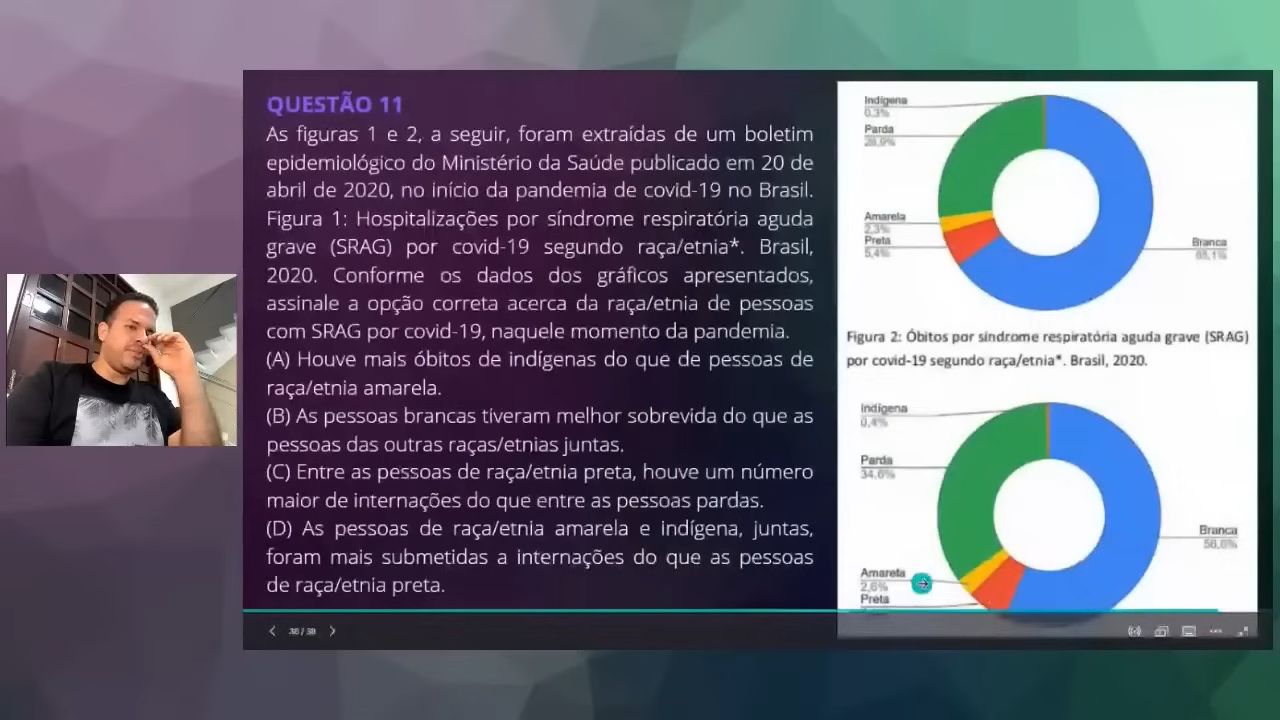 QUESTÃO 11
As figuras 1 e 2, a seguir, foram extraídas de um boletim
epidemiológico do Ministério da Saúde publicado em 20 de
abril de 2020, no início da pandemia de covid-19 no Brasil.
Figura 1: Hospitalizações por síndrome respiratória aguda
grave (SRAG) por covid-19 segundo raça/etnia*. Brasil,
2020. Conforme os dados dos gráficos apresentados,
assinale a opção correta acerca da raça/etnia de pessoas
com SRAG por covid-19, naquele momento da pandemia.
(A) Houve mais óbitos de indígenas do que de pessoas de
raça/etnia amarela.
(B) As pessoas brancas tiveram melhor sobrevida do que as
pessoas das outras raças/etnias juntas.
(C) Entre as pessoas de raça/etnia preta, houve um número
maior de internações do que entre as pessoas pardas.
(D) As pessoas de raça/etnia amarela e indígena, juntas,
foram mais submetidas a internações do que as pessoas
de raça/etnia preta.
Indígena
0,3%
Parda
28,9%
Amarela
2,3%
Preta
5,4%
Branca
Figura 2: Óbitos por síndrome respiratória aguda grave (SRAG)
por covid-19 segundo raça/etnia*. Brasil, 2020.
Indígena
0,4%
Parda
34,6%
Branca
Amarela
2,6%
Preta
38 / 38